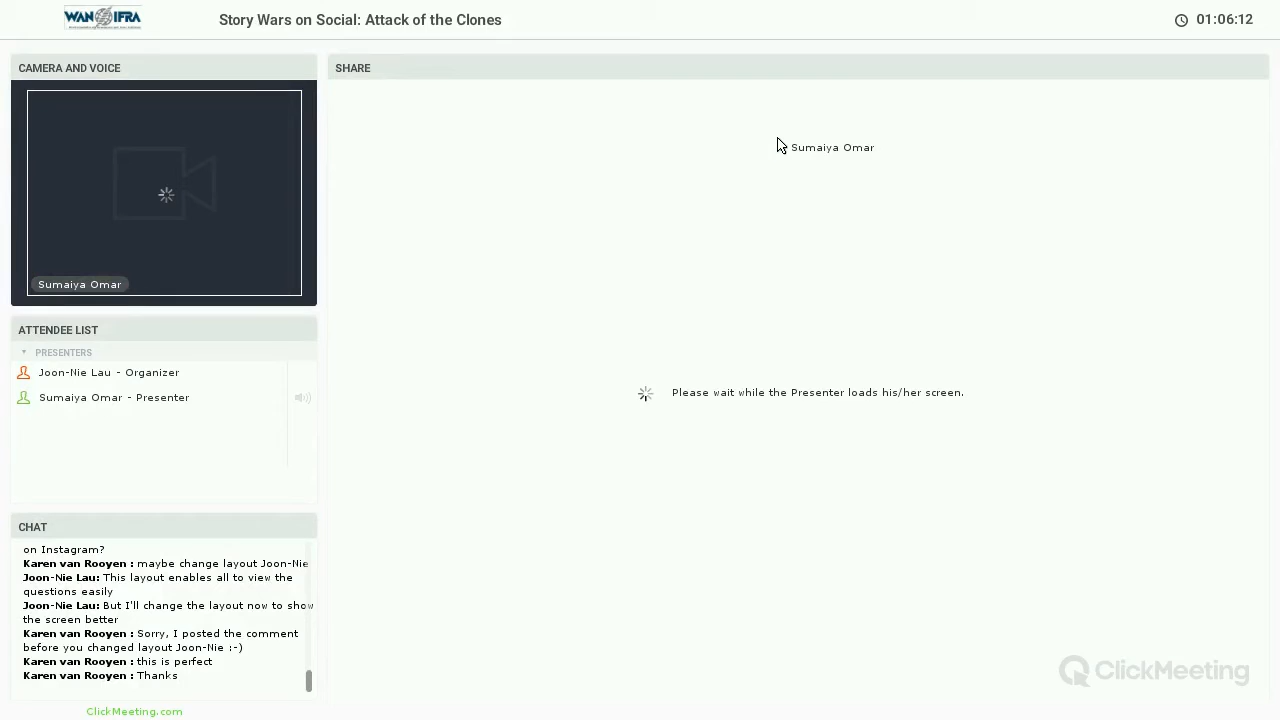 WAN IFRA
Story Wars on Social: Attack of the Clones
01:06:12
CAMERA AND VOICE
Sumaiya Omar
ATTENDEE LIST
PRESENTERS
Joon-Nie Lau - Organizer
Sumaiya Omar - Presenter
CHAT
on Instagram?
Karen van Rooyen : maybe change layout Joon-Nie
Joon-Nie Lau: This layout enables all to view the
questions easily
Joon-Nie Lau: But I'll change the layout now to show
the screen better
Karen van Rooyen : Sorry, I posted the comment
before you changed layout Joon-Nie :-)
Karen van Rooyen : this is perfect
Karen van Rooyen : Thanks
ClickMeeting.com
SHARE
Sumaiya Omar
Please wait while the Presenter loads his/her screen.
ClickMeeting